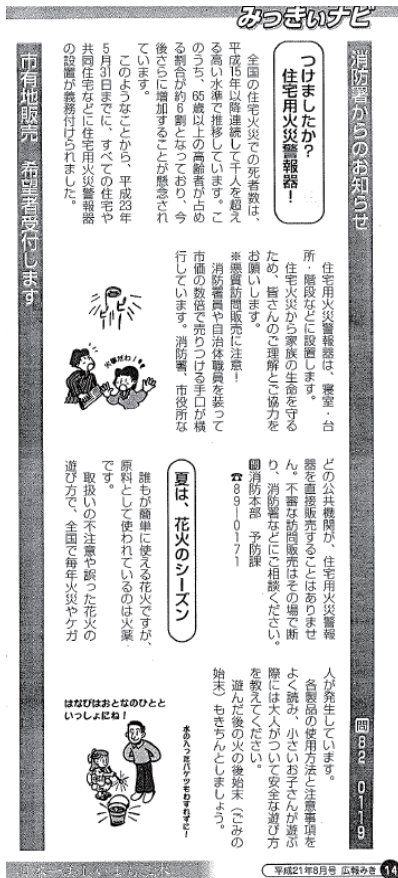 みっきぃナビ
消防署からのお知らせ
問82 0119
つけましたか?
住宅用火災警報器!
全国の住宅火災での死者数は、
平成15年以降連続して千人を超え
る高い水準で推移しています。こ
のうち、65歳以上の高齢者が占め
る割合が約6割となっており、今
後さらに増加することが懸念され
ています。
このようなことから、平成23年
5月31日までに、すべての住宅や
共同住宅などに住宅用火災警報器
の設置が義務付けられました。
住宅用火災警報器は、寝室・台
所・階段などに設置します。
住宅火災から家族の生命を守る
ため、皆さんのご理解とご協力を
お願いします。
※悪質訪問販売に注意!
消防署員や自治体職員を装って
市価の数倍で売りつける手口が横
行しています。消防署、市役所な
火事だわ!!
どの公共機関が、住宅用火災警報
器を直接販売することはありませ
ん。不審な訪問販売はその場で断
り、消防署などにご相談ください。
問消防本部 予防課
☎89-0171
夏は、花火のシーズン
誰もが簡単に使える花火ですが、
原料として使われているのは火薬
です。
取扱いの不注意や誤った花火の
遊び方で、全国で毎年火災やケガ
人が発生しています。
各製品の使用方法と注意事項を
よく読み、小さいお子さんが遊ぶ
際には大人がついて安全な遊び方
を教えてください。
遊んだ後の火の後始末(ごみの
始末)もきちんとしましょう。
水の入ったバケツもわすれずに!
はなびはおとなのひとと
いっしょにね!
市有地販売 希望者受付します
平成21年8月号 広報みき 14